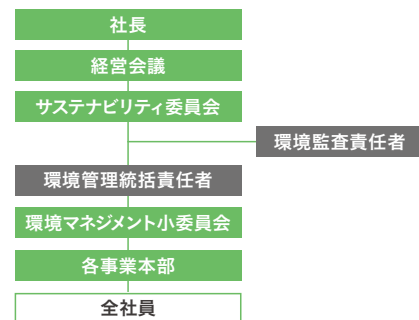 社長
経営会議
サステナビリティ委員会
環境監査責任者
環境管理統括責任者
環境マネジメント小委員会
各事業本部
全社員